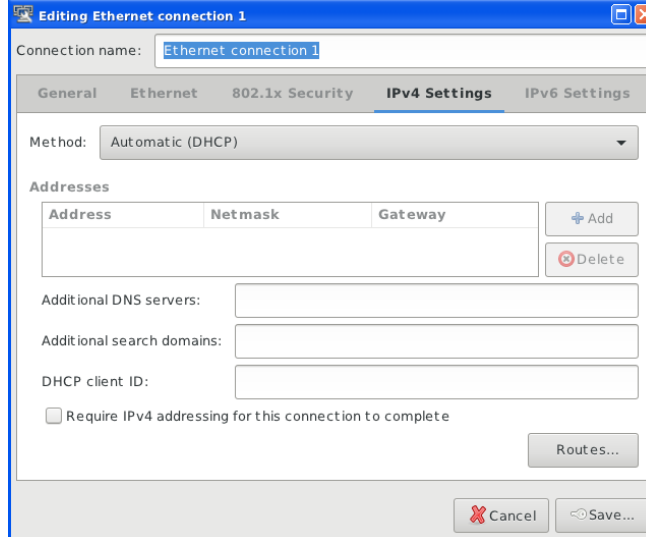 Editing Ethernet connection 1
Connection name: Ethernet connection 1
General Ethernet 802.1x Security IPv4 Settings IPv6 Settings
Method: Automatic (DHCP)
Addresses
Address Netmask Gateway
Add
Delete
Additional DNS servers:
Additional search domains:
DHCP client ID:
Require IPv4 addressing for this connection to complete
Routes...
Cancel Save...